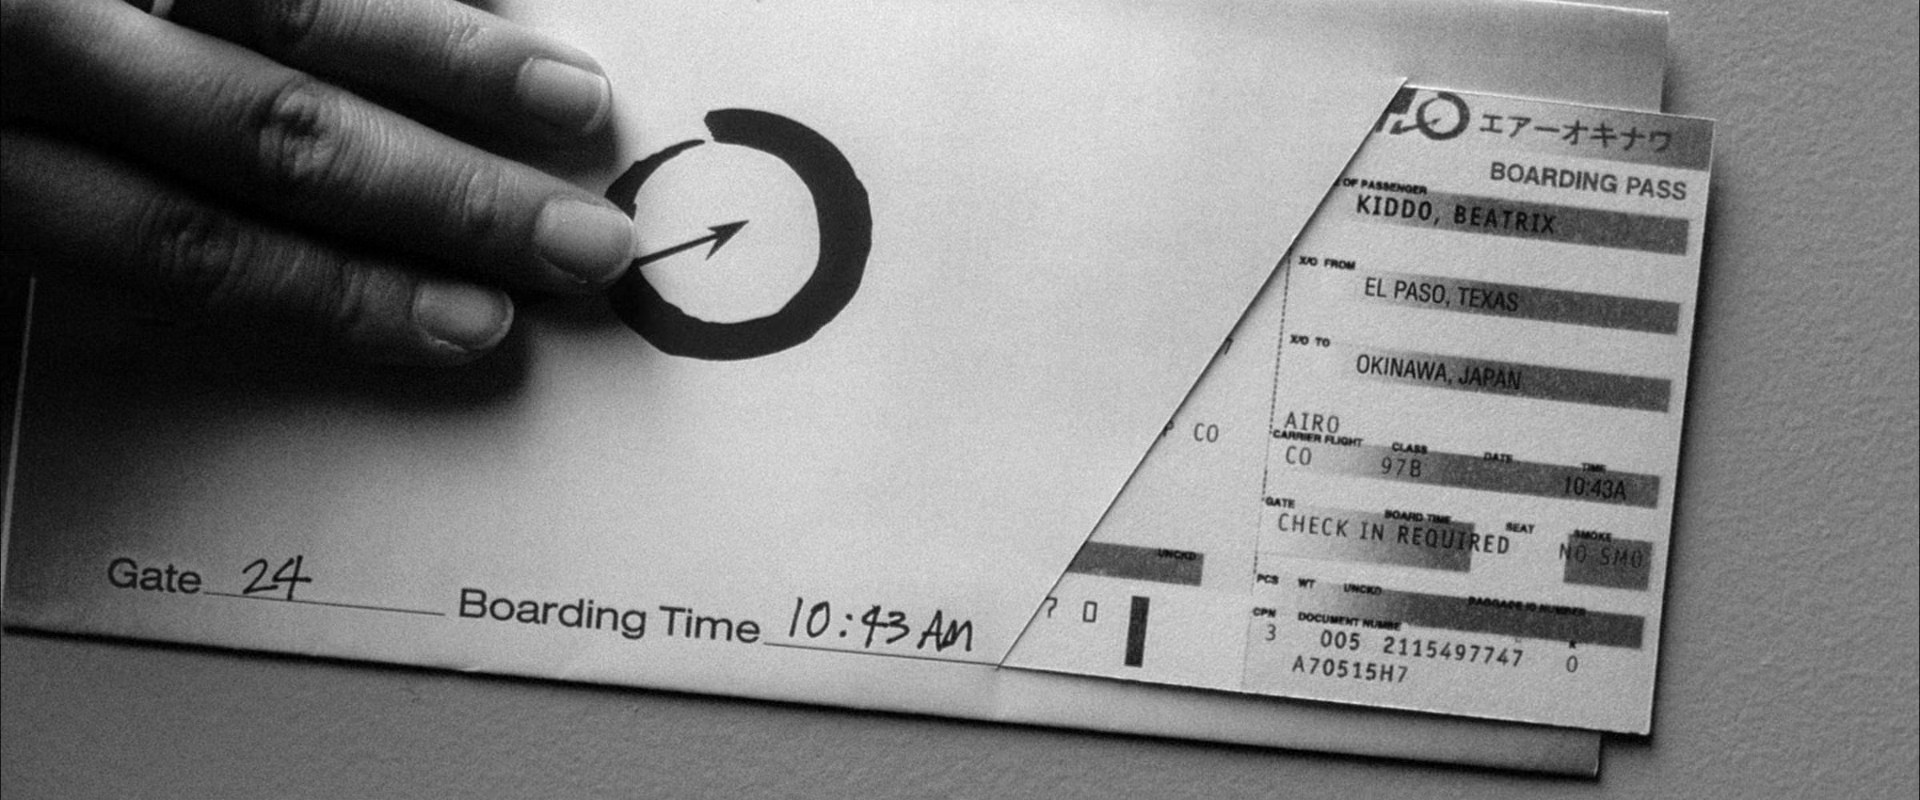 Gate 24 Boarding Time 10:43 AM
エアーオキナワ
BOARDING PASS
OF PASSENGER
KIDDO, BEATRIX
X/O FROM
EL PASO, TEXAS
X/O TO
OKINAWA, JAPAN
AIRO
CARRIER FLIGHT CLASS DATE TIME
CO 97B 10:43A
GATE BOARD TIME SEAT SMOKE
CHECK IN REQUIRED NO SMO
PCS WT UNCKD BAGGAGE ID NUMBER
CPN DOCUMENT NUMBE
3 005 2115497747 0
A70515H7
CO
UNCKD